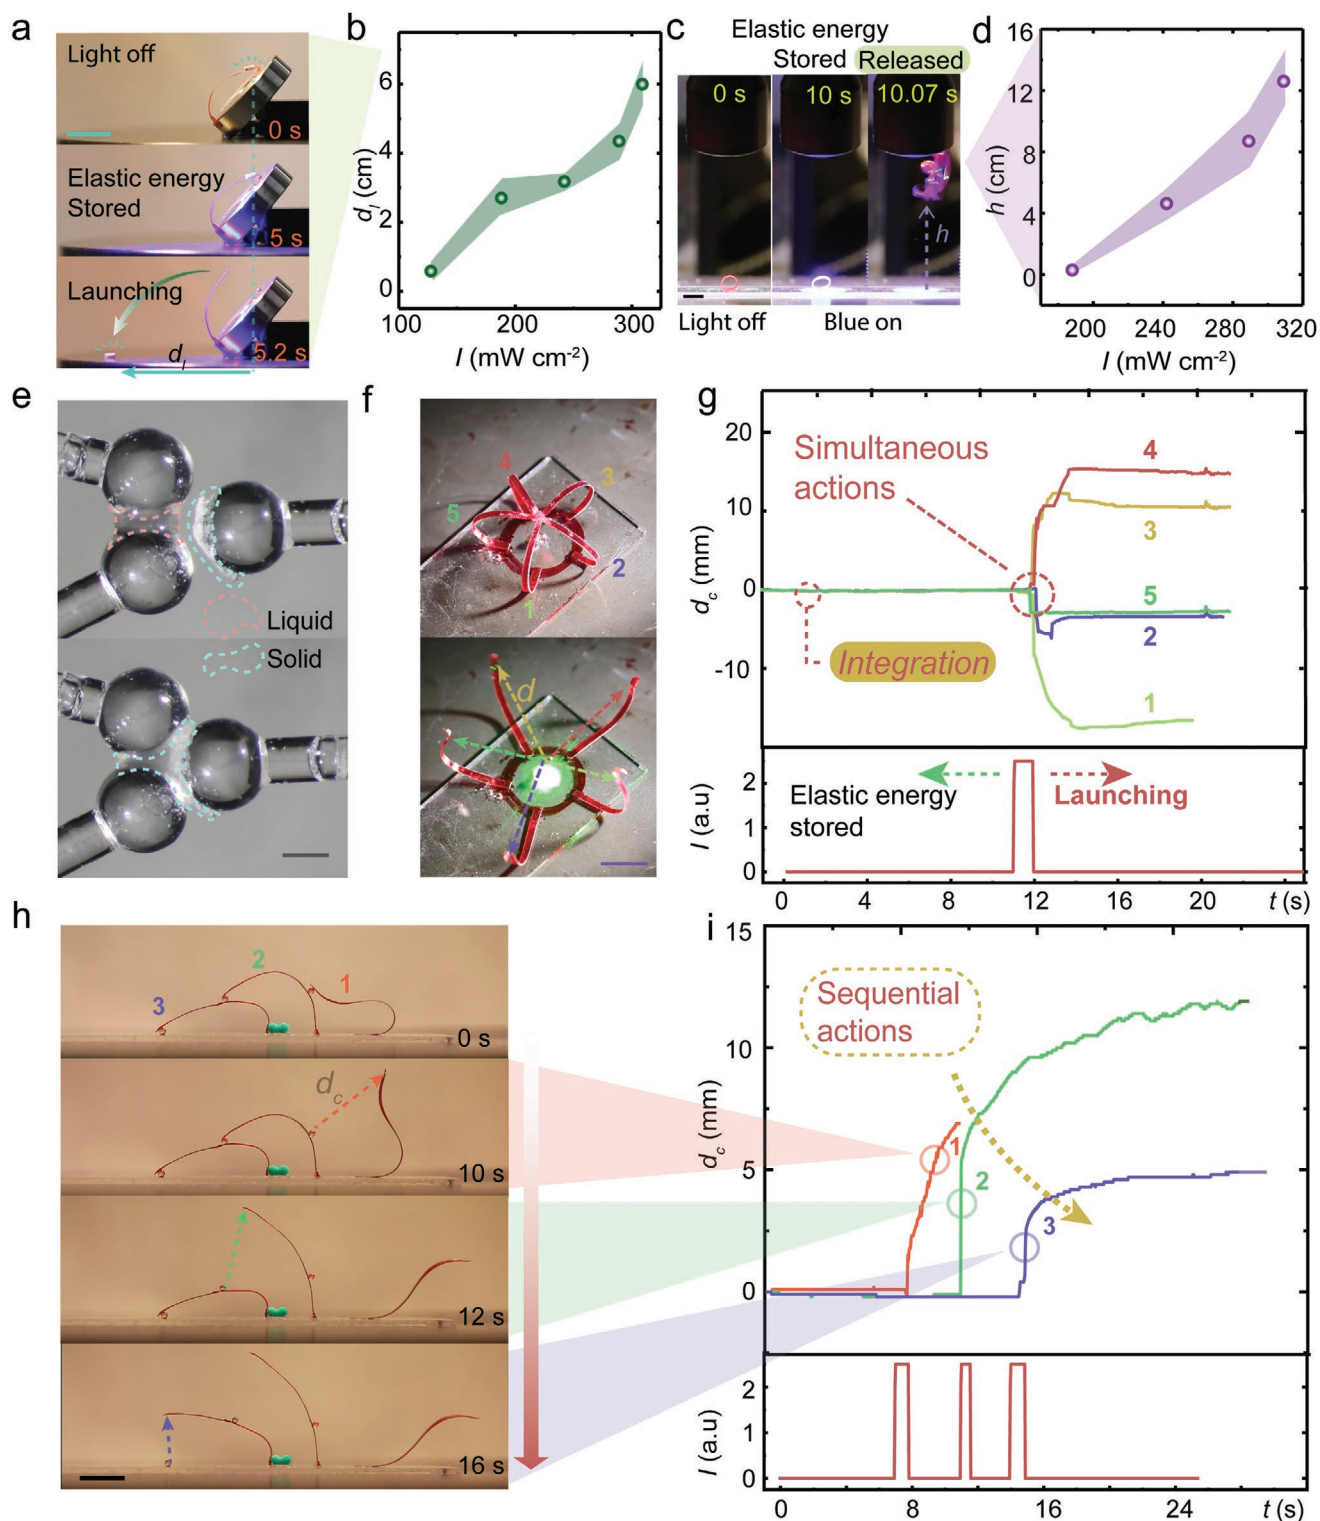 a
Light off
0 s
Elastic energy
Stored
5 s
Launching
5.2 s
d_l
b
d_l (cm)
6
4
2
0
100
200
300
I (mW cm⁻²)
c
Elastic energy
Stored Released
0 s
10 s
10.07 s
h
Light off
Blue on
d
h (cm)
16
12
8
4
0
180
240
280
320
I (mW cm⁻²)
e
Liquid
Solid
f
4
3
5
2
1
d
g
d_c (mm)
20
10
0
-10
Simultaneous
actions
Integration
4
3
5
2
1
I (a.u)
2
1
0
Elastic energy
stored
Launching
0
4
8
12
16
20
t (s)
h
2
1
3
0 s
d_c
10 s
12 s
16 s
i
d_c (mm)
15
10
5
0
Sequential
actions
1
2
3
I (a.u)
2
1
0
0
8
16
24
t (s)